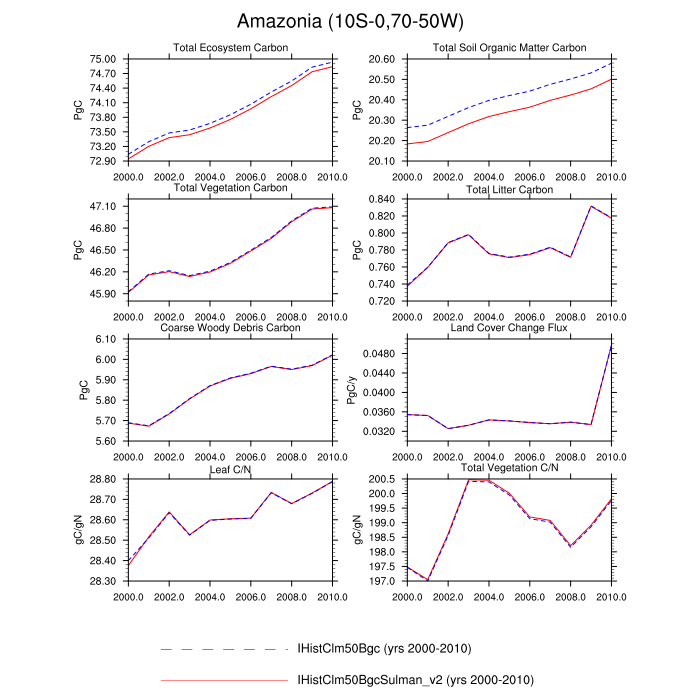 Amazonia (10S-0,70-50W)
Total Ecosystem Carbon
Total Soil Organic Matter Carbon
75.00
74.70
74.40
74.10
73.80
73.50
73.20
72.90
PgC
2000.0 2002.0 2004.0 2006.0 2008.0 2010.0
20.60
20.50
20.40
20.30
20.20
20.10
PgC
2000.0 2002.0 2004.0 2006.0 2008.0 2010.0
Total Vegetation Carbon
Total Litter Carbon
47.10
46.80
46.50
46.20
45.90
PgC
2000.0 2002.0 2004.0 2006.0 2008.0 2010.0
0.840
0.820
0.800
0.780
0.760
0.740
0.720
PgC
2000.0 2002.0 2004.0 2006.0 2008.0 2010.0
Coarse Woody Debris Carbon
Land Cover Change Flux
6.10
6.00
5.90
5.80
5.70
5.60
PgC
2000.0 2002.0 2004.0 2006.0 2008.0 2010.0
0.0480
0.0440
0.0400
0.0360
0.0320
PgC/y
2000.0 2002.0 2004.0 2006.0 2008.0 2010.0
Leaf C/N
Total Vegetation C/N
28.80
28.70
28.60
28.50
28.40
28.30
gC/gN
2000.0 2002.0 2004.0 2006.0 2008.0 2010.0
200.5
200.0
199.5
199.0
198.5
198.0
197.5
197.0
gC/gN
2000.0 2002.0 2004.0 2006.0 2008.0 2010.0
IHistClm50Bgc (yrs 2000-2010)
IHistClm50BgcSulman_v2 (yrs 2000-2010)